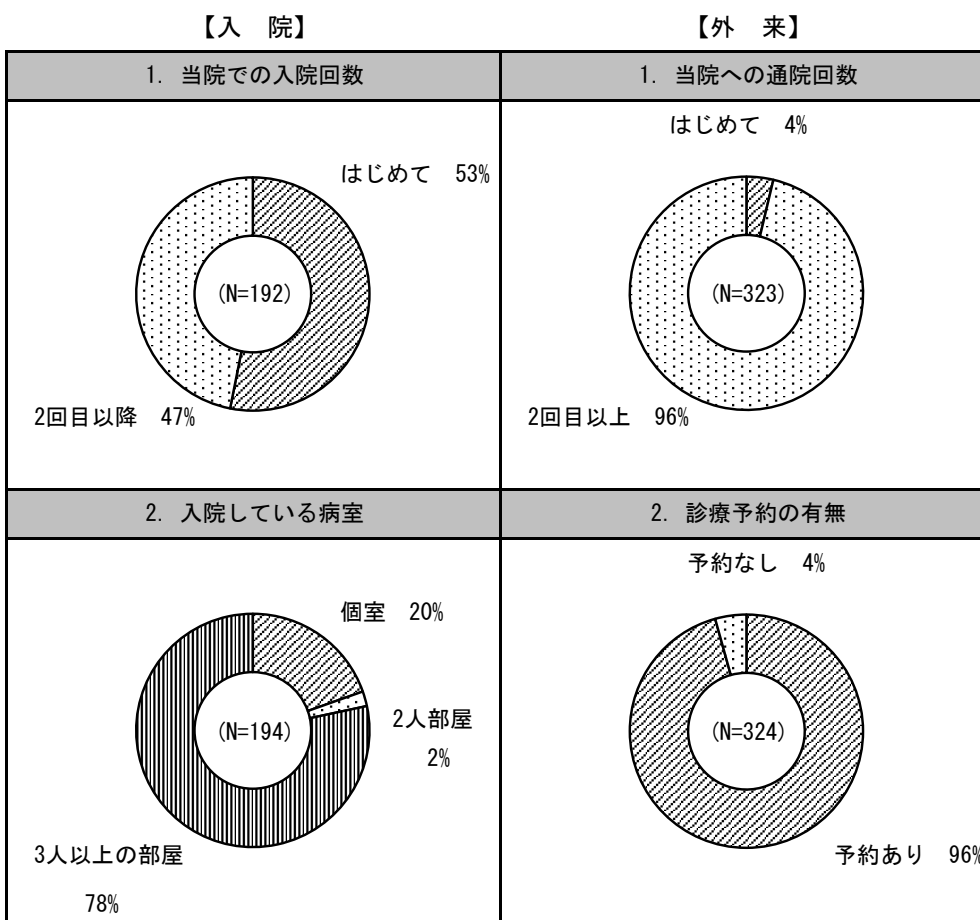 【入　院】
【外　来】
1. 当院での入院回数
1. 当院への通院回数
はじめて　53%
(N=192)
2回目以降　47%
はじめて　4%
(N=323)
2回目以上　96%
2. 入院している病室
2. 診療予約の有無
個室　20%
(N=194)
2人部屋
2%
3人以上の部屋
78%
予約なし　4%
(N=324)
予約あり　96%